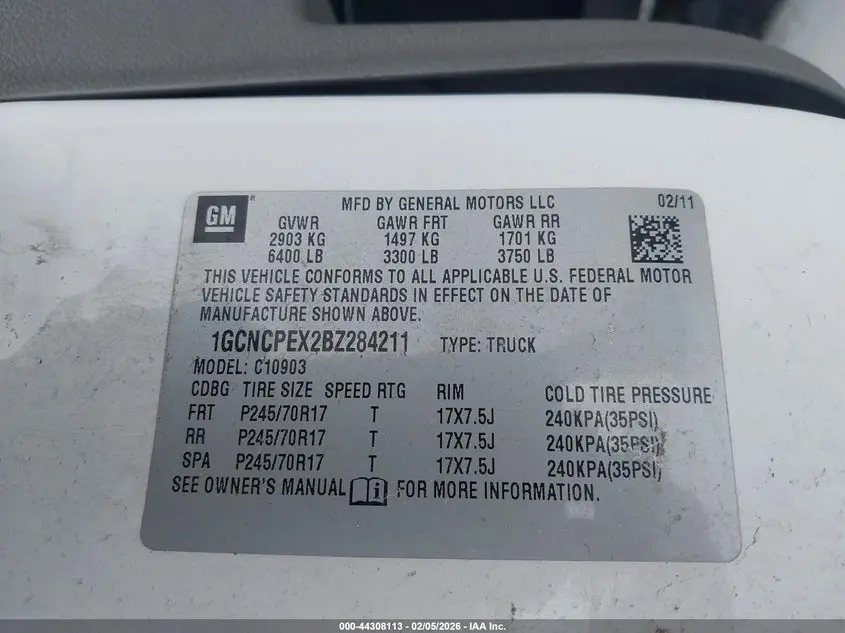 GM
MFD BY GENERAL MOTORS LLC 02/11
GVWR GAWR FRT GAWR RR
2903 KG 1497 KG 1701 KG
6400 LB 3300 LB 3750 LB
THIS VEHICLE CONFORMS TO ALL APPLICABLE U.S. FEDERAL MOTOR
VEHICLE SAFETY STANDARDS IN EFFECT ON THE DATE OF
MANUFACTURE SHOWN ABOVE.
1GCNCPEX2BZ284211 TYPE: TRUCK
MODEL: C10903
CDBG TIRE SIZE SPEED RTG RIM COLD TIRE PRESSURE
FRT P245/70R17 T 17X7.5J 240KPA(35PSI)
RR P245/70R17 T 17X7.5J 240KPA(35PSI)
SPA P245/70R17 T 17X7.5J 240KPA(35PSI)
SEE OWNER'S MANUAL FOR MORE INFORMATION.
000-44308113 - 02/05/2026 - IAA Inc.